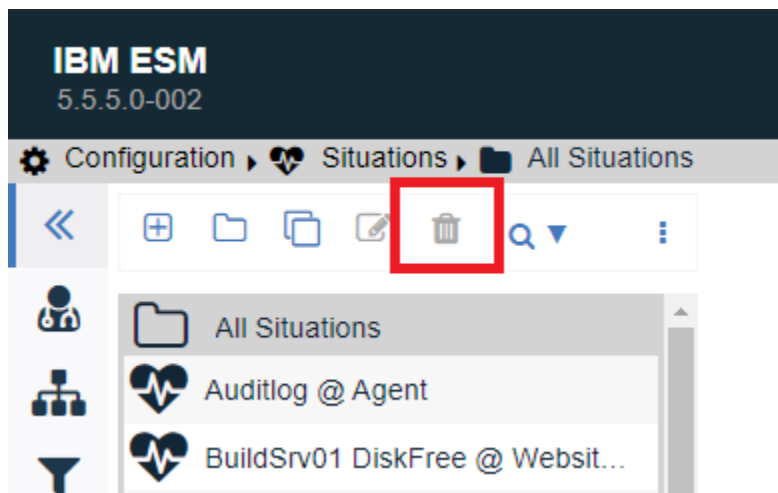 IBM ESM
5.5.5.0-002
Configuration Situations All Situations
All Situations
Auditlog @ Agent
BuildSrv01 DiskFree @ Websit...